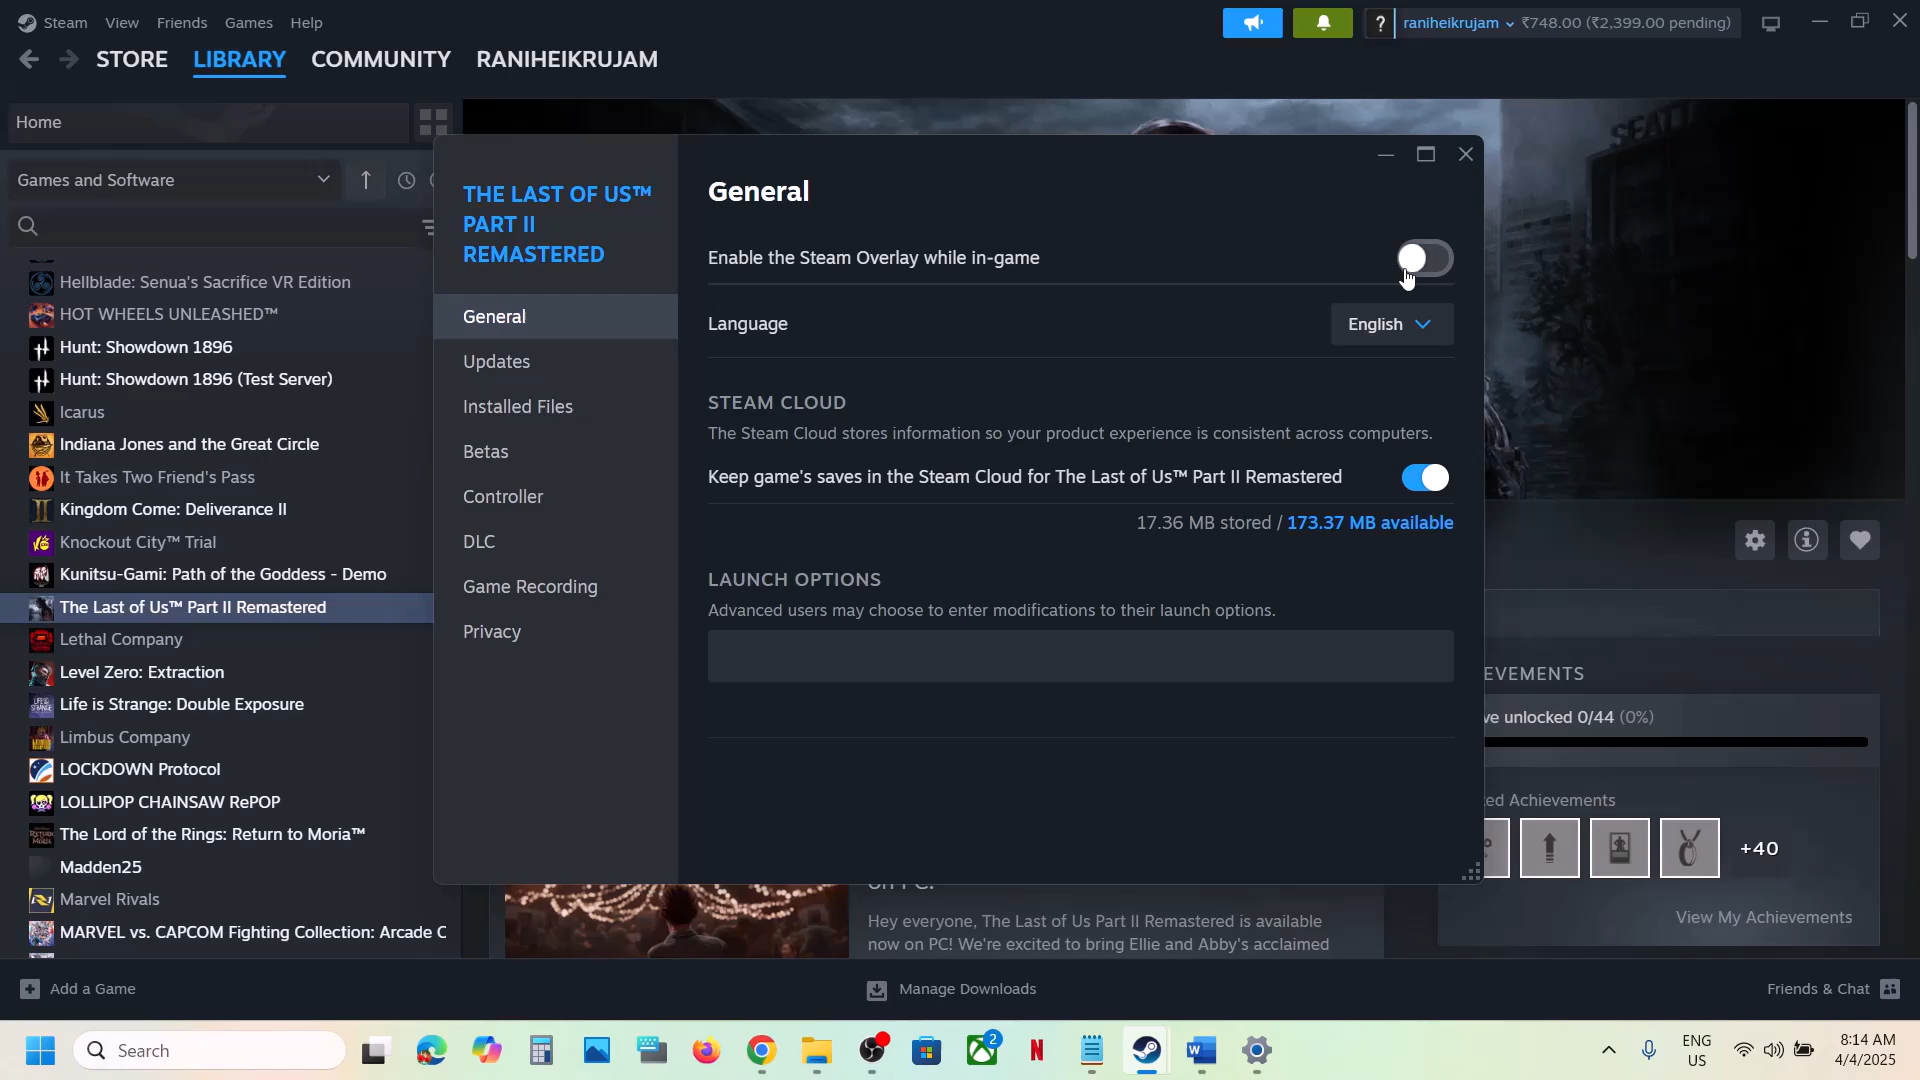 Steam View Friends Games Help
? raniheikrujam ₹748.00 (₹2,399.00 pending)
STORE LIBRARY COMMUNITY RANIHEIKRUJAM
Home
Games and Software
Hellblade: Senua's Sacrifice VR Edition
HOT WHEELS UNLEASHED™
Hunt: Showdown 1896
Hunt: Showdown 1896 (Test Server)
Icarus
Indiana Jones and the Great Circle
It Takes Two Friend's Pass
Kingdom Come: Deliverance II
Knockout City™ Trial
Kunitsu-Gami: Path of the Goddess - Demo
The Last of Us™ Part II Remastered
Lethal Company
Level Zero: Extraction
Life is Strange: Double Exposure
Limbus Company
LOCKDOWN Protocol
LOLLIPOP CHAINSAW RePOP
The Lord of the Rings: Return to Moria™
Madden25
Marvel Rivals
MARVEL vs. CAPCOM Fighting Collection: Arcade C
THE LAST OF US™
PART II
REMASTERED
General
Updates
Installed Files
Betas
Controller
DLC
Game Recording
Privacy
General
Enable the Steam Overlay while in-game
Language English
STEAM CLOUD
The Steam Cloud stores information so your product experience is consistent across computers.
Keep game's saves in the Steam Cloud for The Last of Us™ Part II Remastered
17.36 MB stored / 173.37 MB available
LAUNCH OPTIONS
Advanced users may choose to enter modifications to their launch options.
SEATTL
EVEMENTS
ve unlocked 0/44 (0%)
ed Achievements
+40
View My Achievements
on PC!
Hey everyone, The Last of Us Part II Remastered is available
now on PC! We're excited to bring Ellie and Abby's acclaimed
Add a Game
Manage Downloads
Friends & Chat
Search
2
ENG
US
8:14 AM
4/4/2025